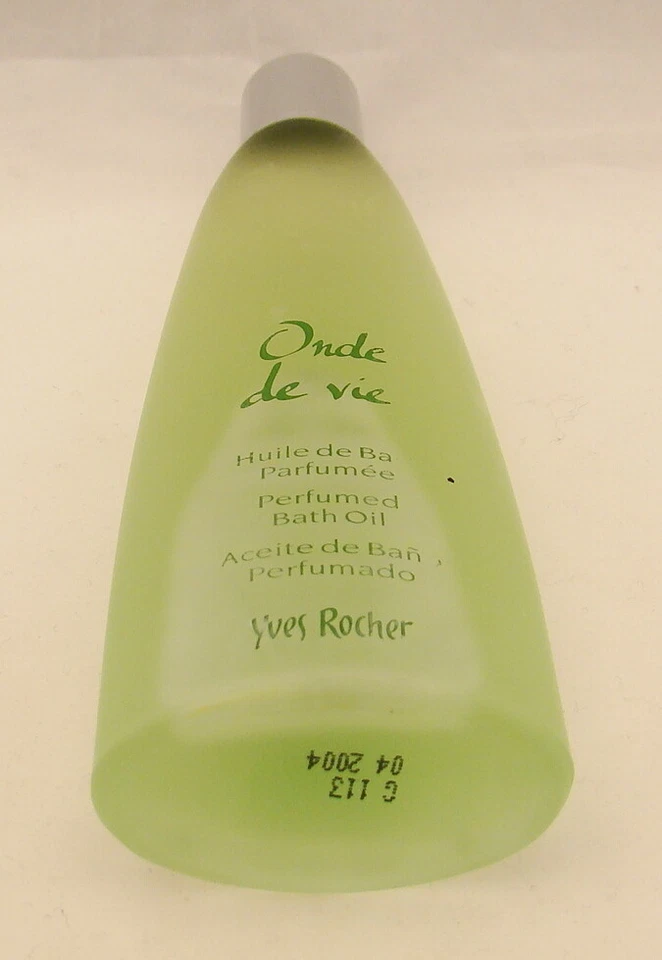 Onde
de vie
Huile de Ba
Parfumée
Perfumed
Bath Oil
Aceite de Bañ
Perfumado
yves Rocher
G 113
04 2004